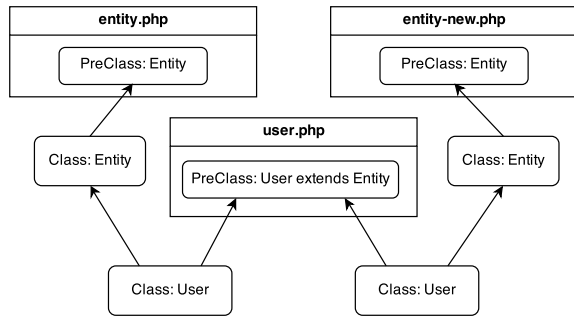 entity.php
entity-new.php
PreClass: Entity
PreClass: Entity
user.php
Class: Entity
Class: Entity
PreClass: User extends Entity
Class: User
Class: User